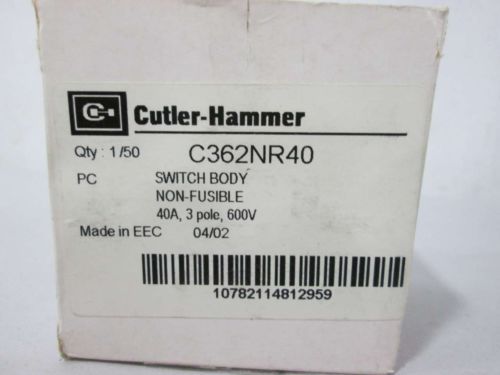 Cutler-Hammer
Qty : 1/50 C362NR40
PC SWITCH BODY
NON-FUSIBLE
40A, 3 pole, 600V
Made in EEC 04/02
10782114812959